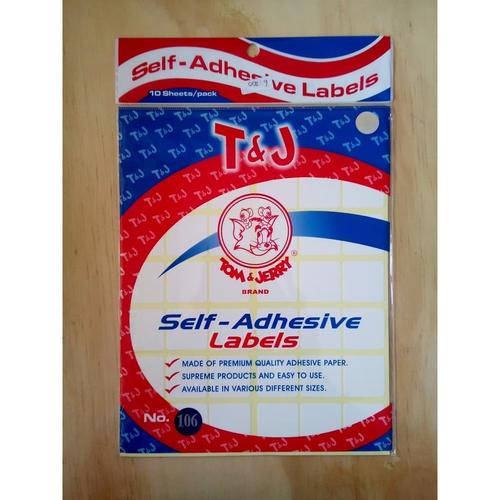 Self-Adhesive Labels
10 Sheets/pack
T&J
TOM & JERRY
®
BRAND
Self-Adhesive
Labels
✓ MADE OF PREMIUM QUALITY ADHESIVE PAPER.
✓ SUPREME PRODUCTS AND EASY TO USE.
✓ AVAILABLE IN VARIOUS DIFFERENT SIZES.
No. 106
T&J